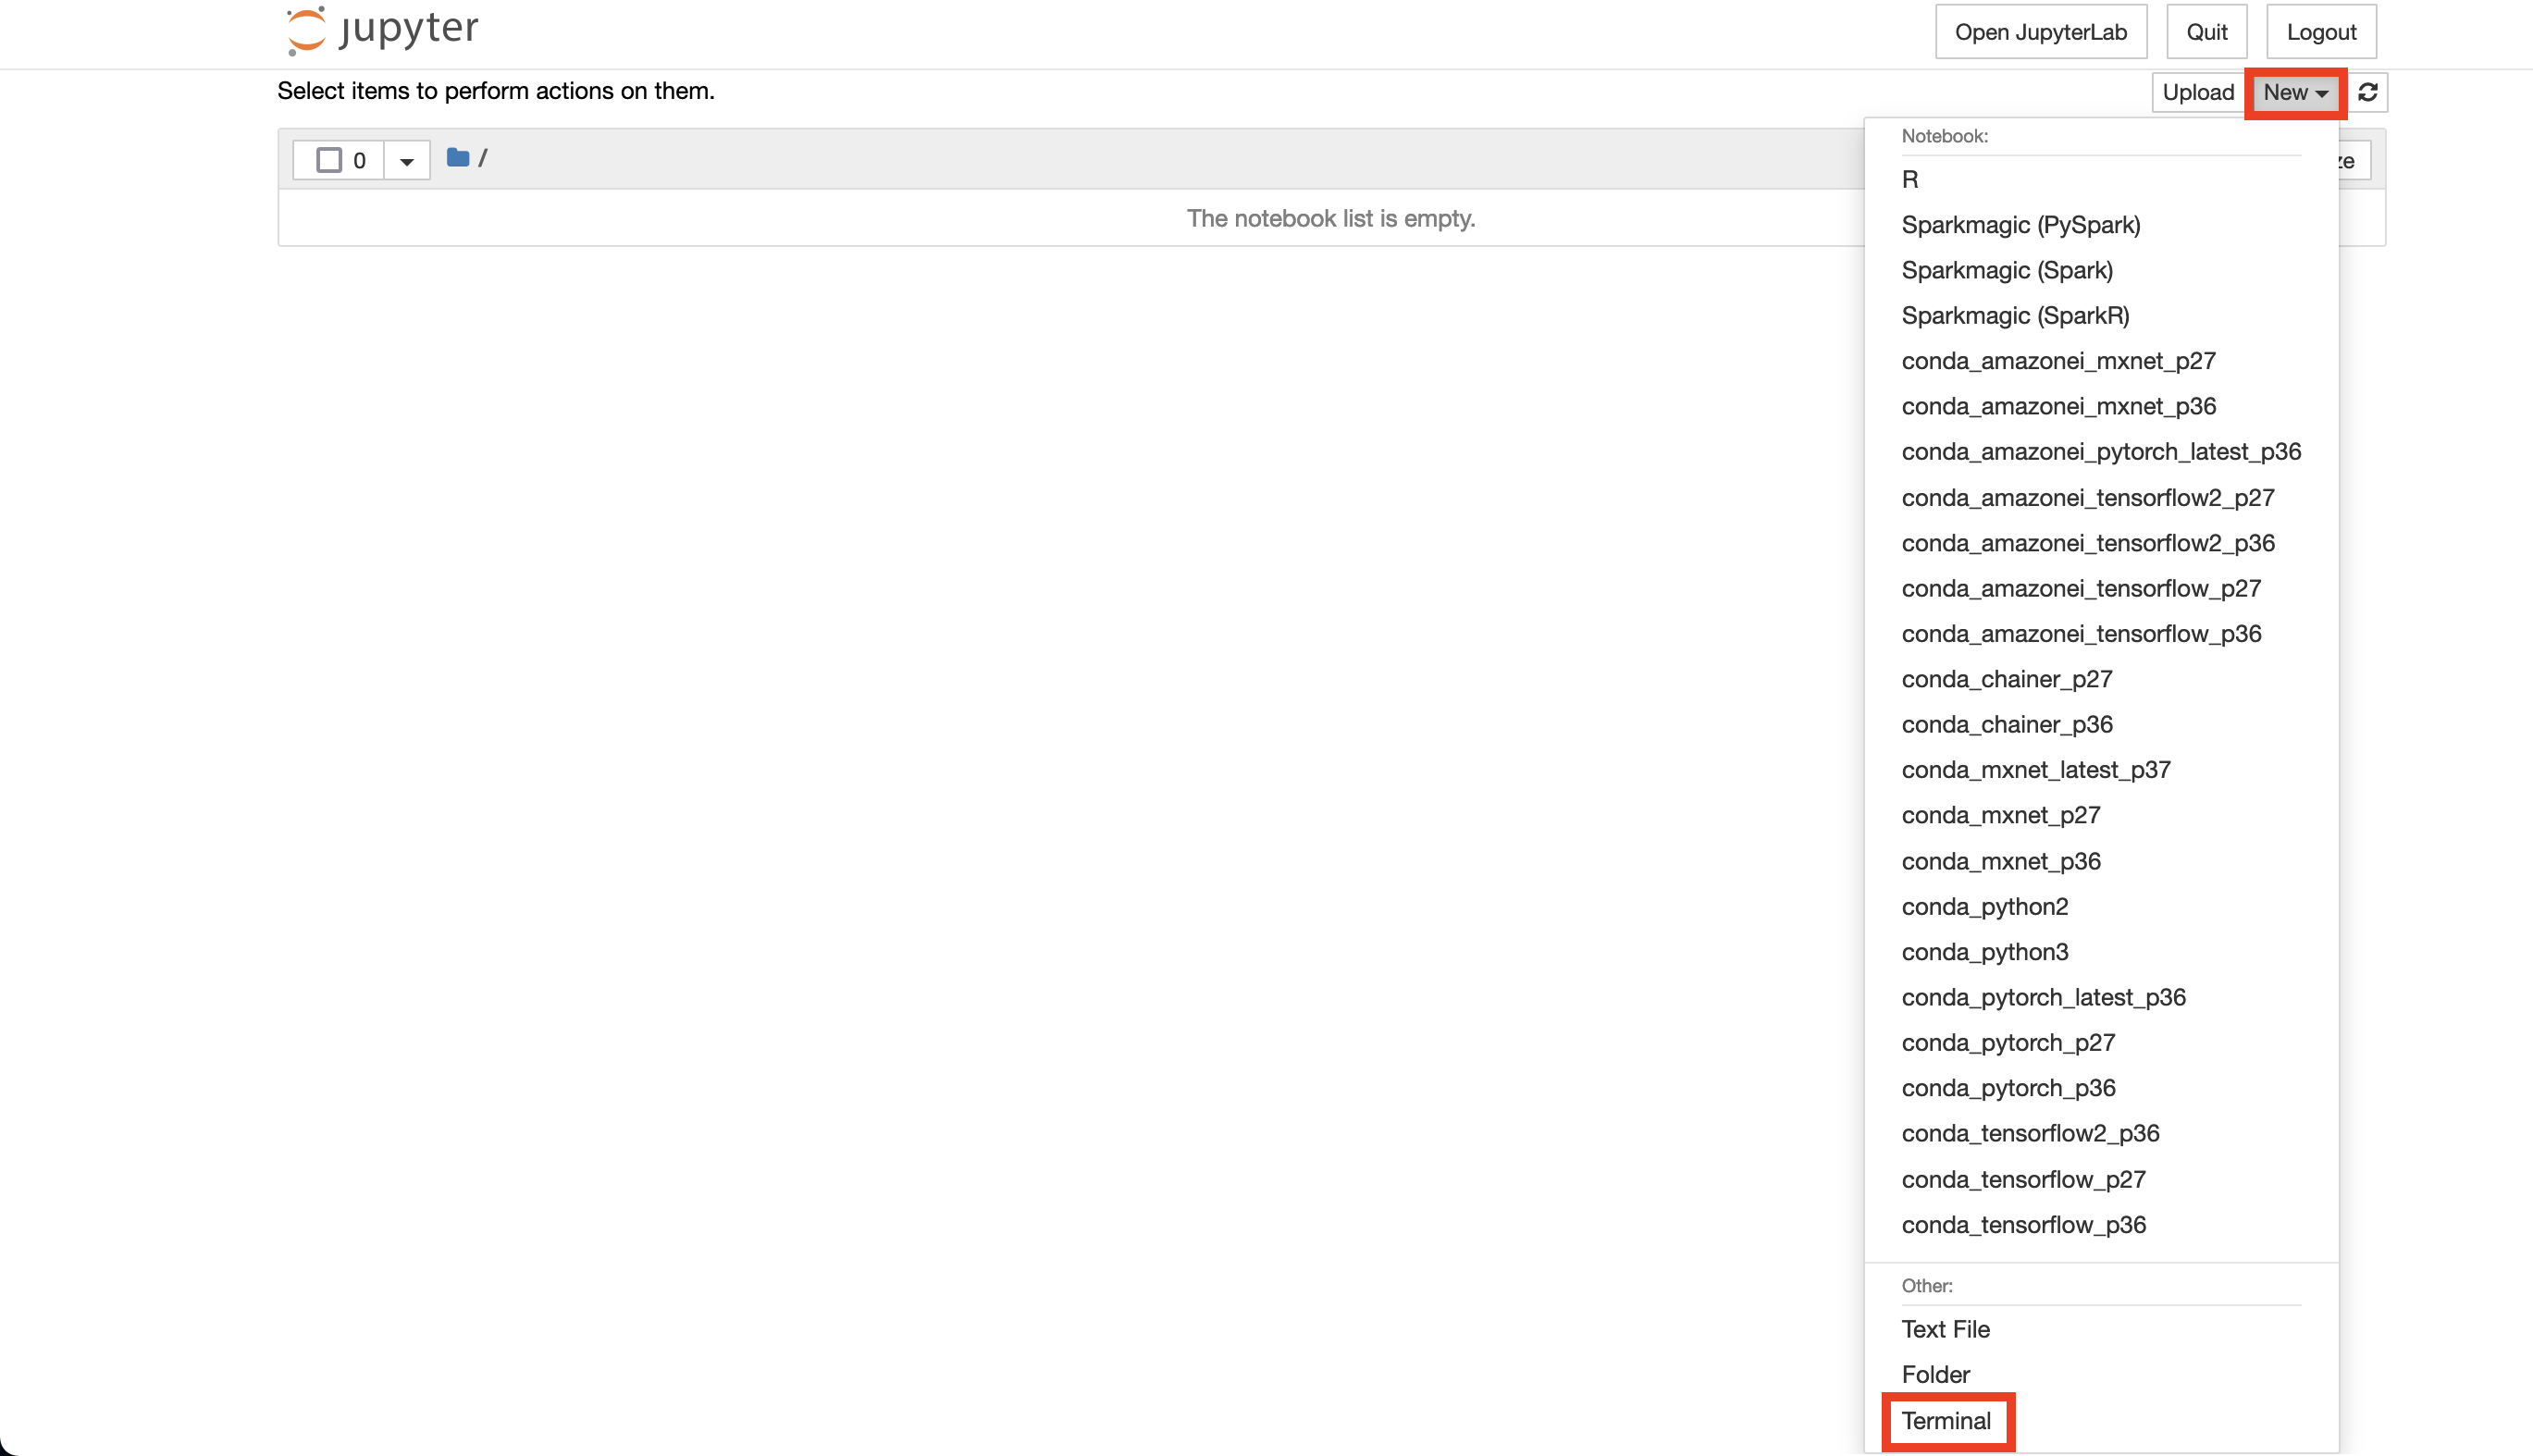 jupyter
Open JupyterLab
Quit
Logout
Select items to perform actions on them.
Upload
New
0
/
ze
The notebook list is empty.
Notebook:
R
Sparkmagic (PySpark)
Sparkmagic (Spark)
Sparkmagic (SparkR)
conda_amazonei_mxnet_p27
conda_amazonei_mxnet_p36
conda_amazonei_pytorch_latest_p36
conda_amazonei_tensorflow2_p27
conda_amazonei_tensorflow2_p36
conda_amazonei_tensorflow_p27
conda_amazonei_tensorflow_p36
conda_chainer_p27
conda_chainer_p36
conda_mxnet_latest_p37
conda_mxnet_p27
conda_mxnet_p36
conda_python2
conda_python3
conda_pytorch_latest_p36
conda_pytorch_p27
conda_pytorch_p36
conda_tensorflow2_p36
conda_tensorflow_p27
conda_tensorflow_p36
Other:
Text File
Folder
Terminal